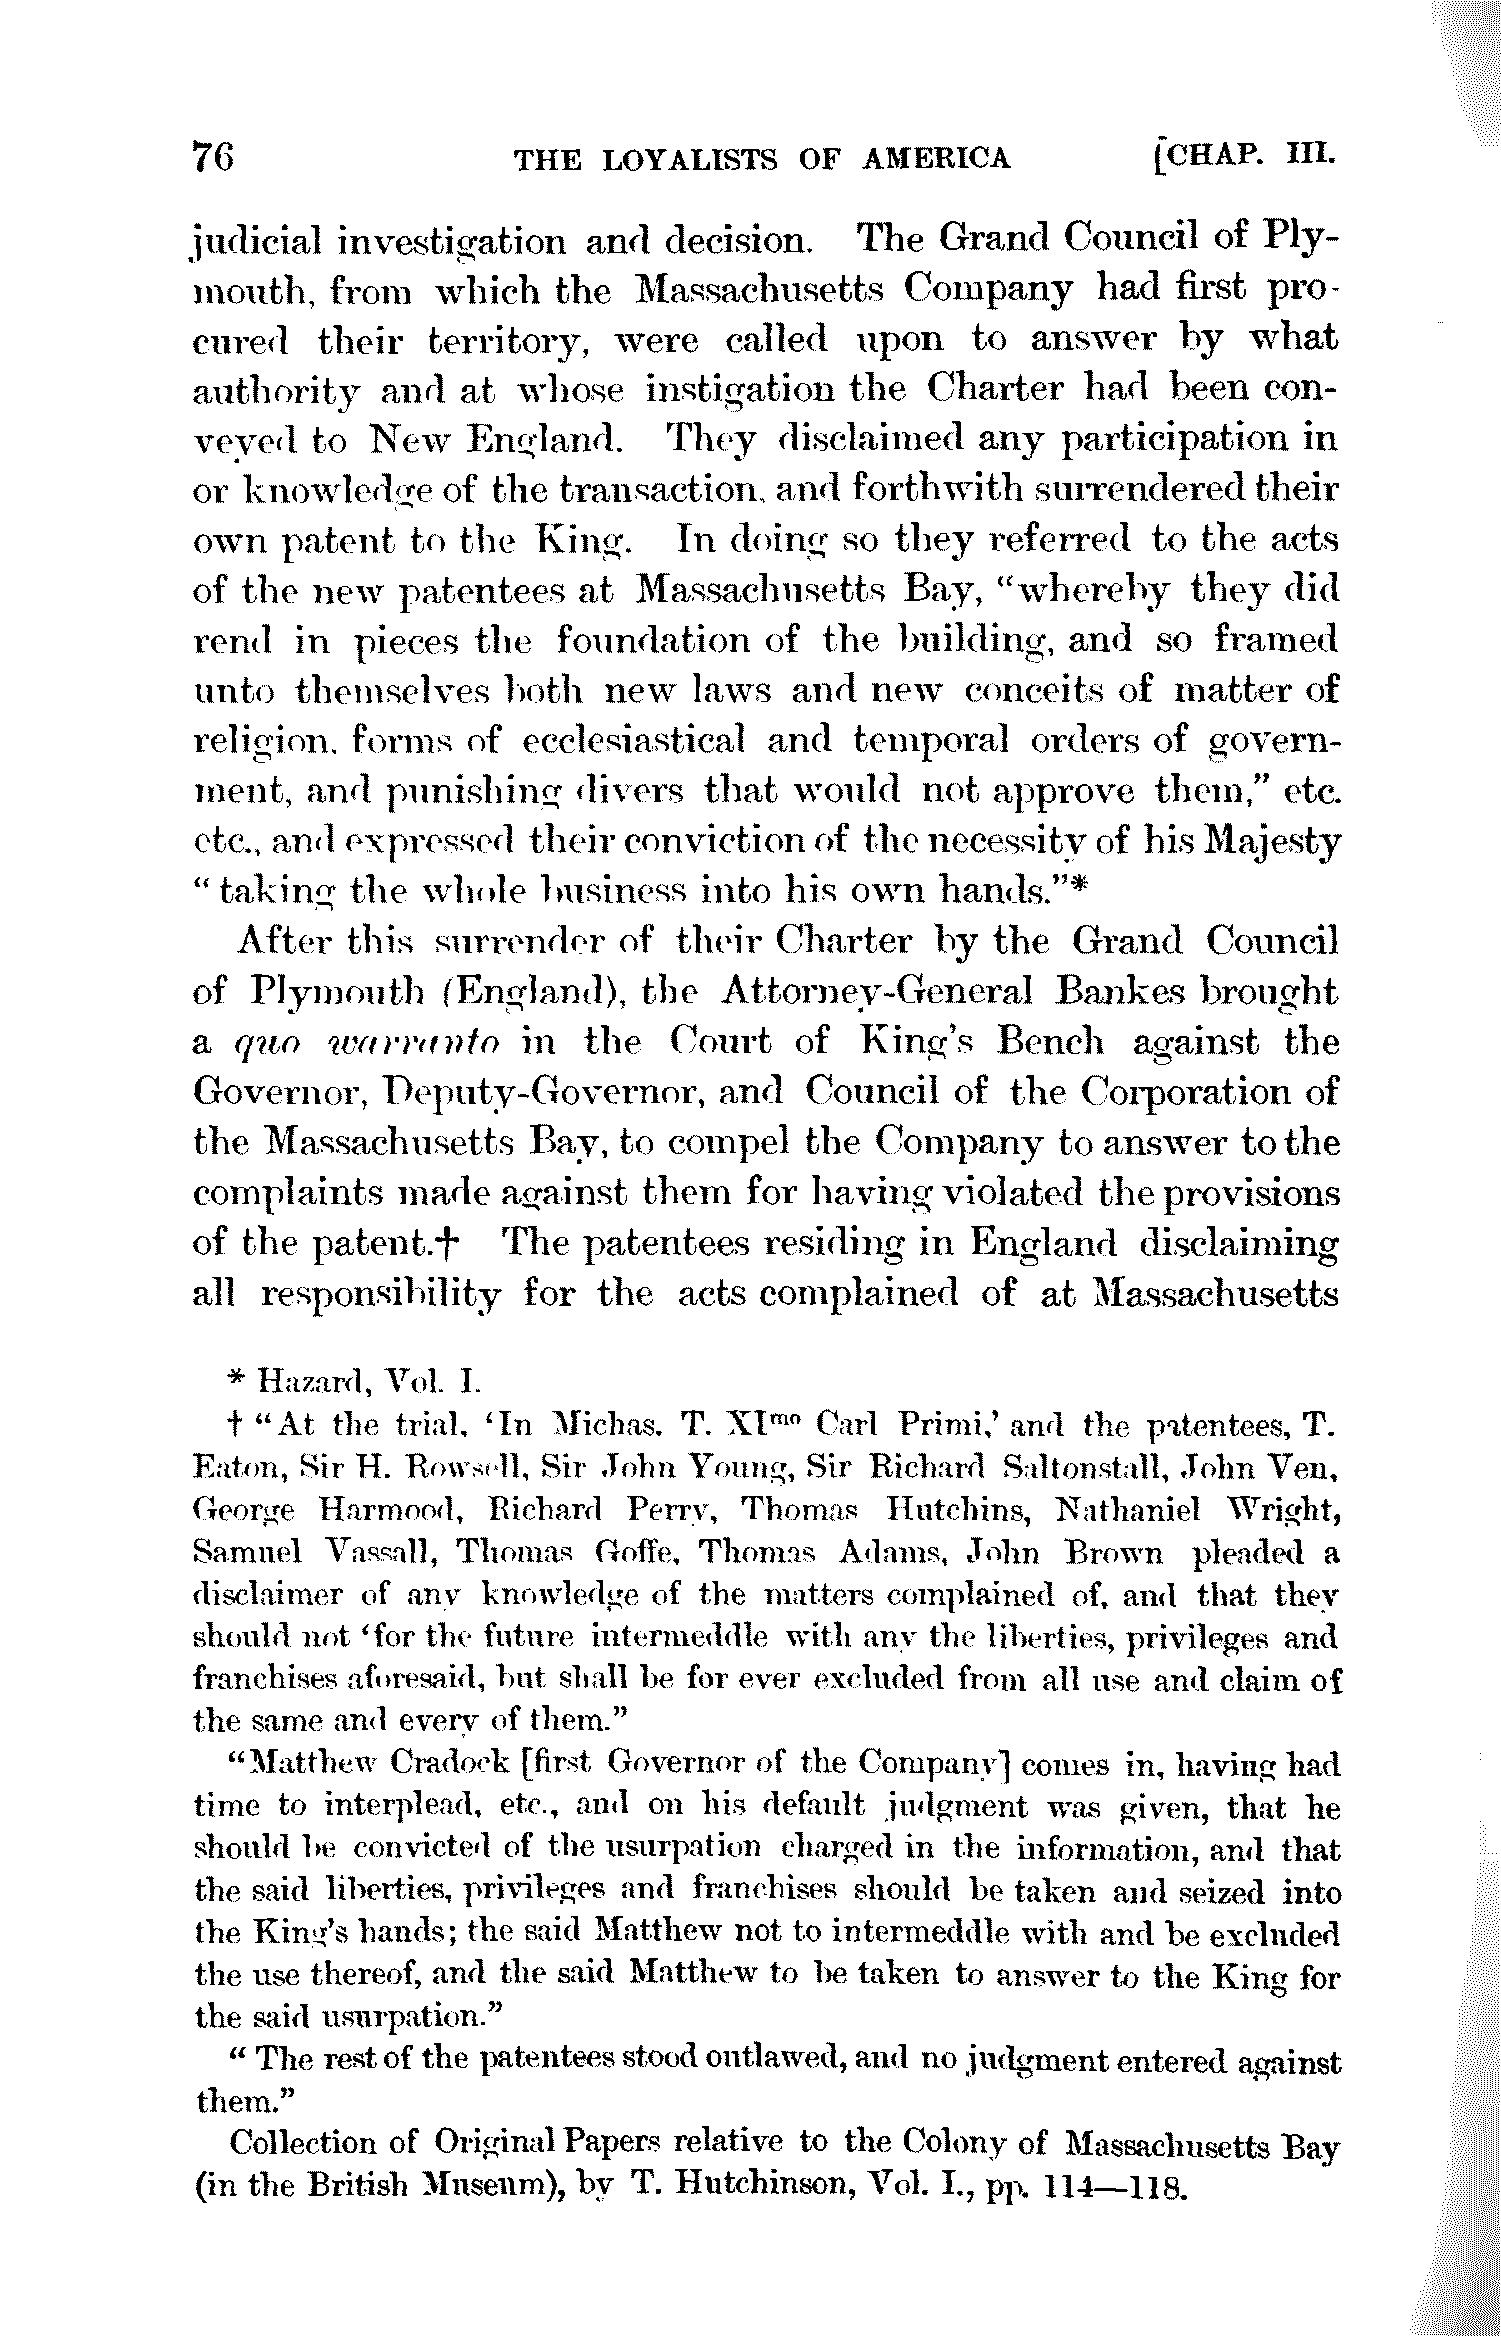 76 THE LOYALISTS OF AMERICA [CHAP. III.
judicial investigation and decision. The Grand Council of Ply-
mouth, from which the Massachusetts Company had first pro-
cured their territory, were called upon to answer by what
authority and at whose instigation the Charter had been con-
veyed to New England. They disclaimed any participation in
or knowledge of the transaction, and forthwith surrendered their
own patent to the King. In doing so they referred to the acts
of the new patentees at Massachusetts Bay, "whereby they did
rend in pieces the foundation of the building, and so framed
unto themselves both new laws and new conceits of matter of
religion, forms of ecclesiastical and temporal orders of govern-
ment, and punishing divers that would not approve them," etc.
etc., and expressed their conviction of the necessity of his Majesty
"taking the whole business into his own hands."*
After this surrender of their Charter by the Grand Council
of Plymouth (England), the Attorney-General Bankes brought
a quo warranto in the Court of King's Bench against the
Governor, Deputy-Governor, and Council of the Corporation of
the Massachusetts Bay, to compel the Company to answer to the
complaints made against them for having violated the provisions
of the patent.† The patentees residing in England disclaiming
all responsibility for the acts complained of at Massachusetts
* Hazard, Vol. I.
† "At the trial, 'In Michas. T. XImo Carl Primi,' and the patentees, T.
Eaton, Sir H. Rowsell, Sir John Young, Sir Richard Saltonstall, John Ven,
George Harmood, Richard Perry, Thomas Hutchins, Nathaniel Wright,
Samuel Vassall, Thomas Goffe, Thomas Adams, John Brown pleaded a
disclaimer of any knowledge of the matters complained of, and that they
should not 'for the future intermeddle with any the liberties, privileges and
franchises aforesaid, but shall be for ever excluded from all use and claim of
the same and every of them."
"Matthew Cradock [first Governor of the Company] comes in, having had
time to interplead, etc., and on his default judgment was given, that he
should be convicted of the usurpation charged in the information, and that
the said liberties, privileges and franchises should be taken and seized into
the King's hands; the said Matthew not to intermeddle with and be excluded
the use thereof, and the said Matthew to be taken to answer to the King for
the said usurpation."
"The rest of the patentees stood outlawed, and no judgment entered against
them."
Collection of Original Papers relative to the Colony of Massachusetts Bay
(in the British Museum), by T. Hutchinson, Vol. I., pp. 114—118.